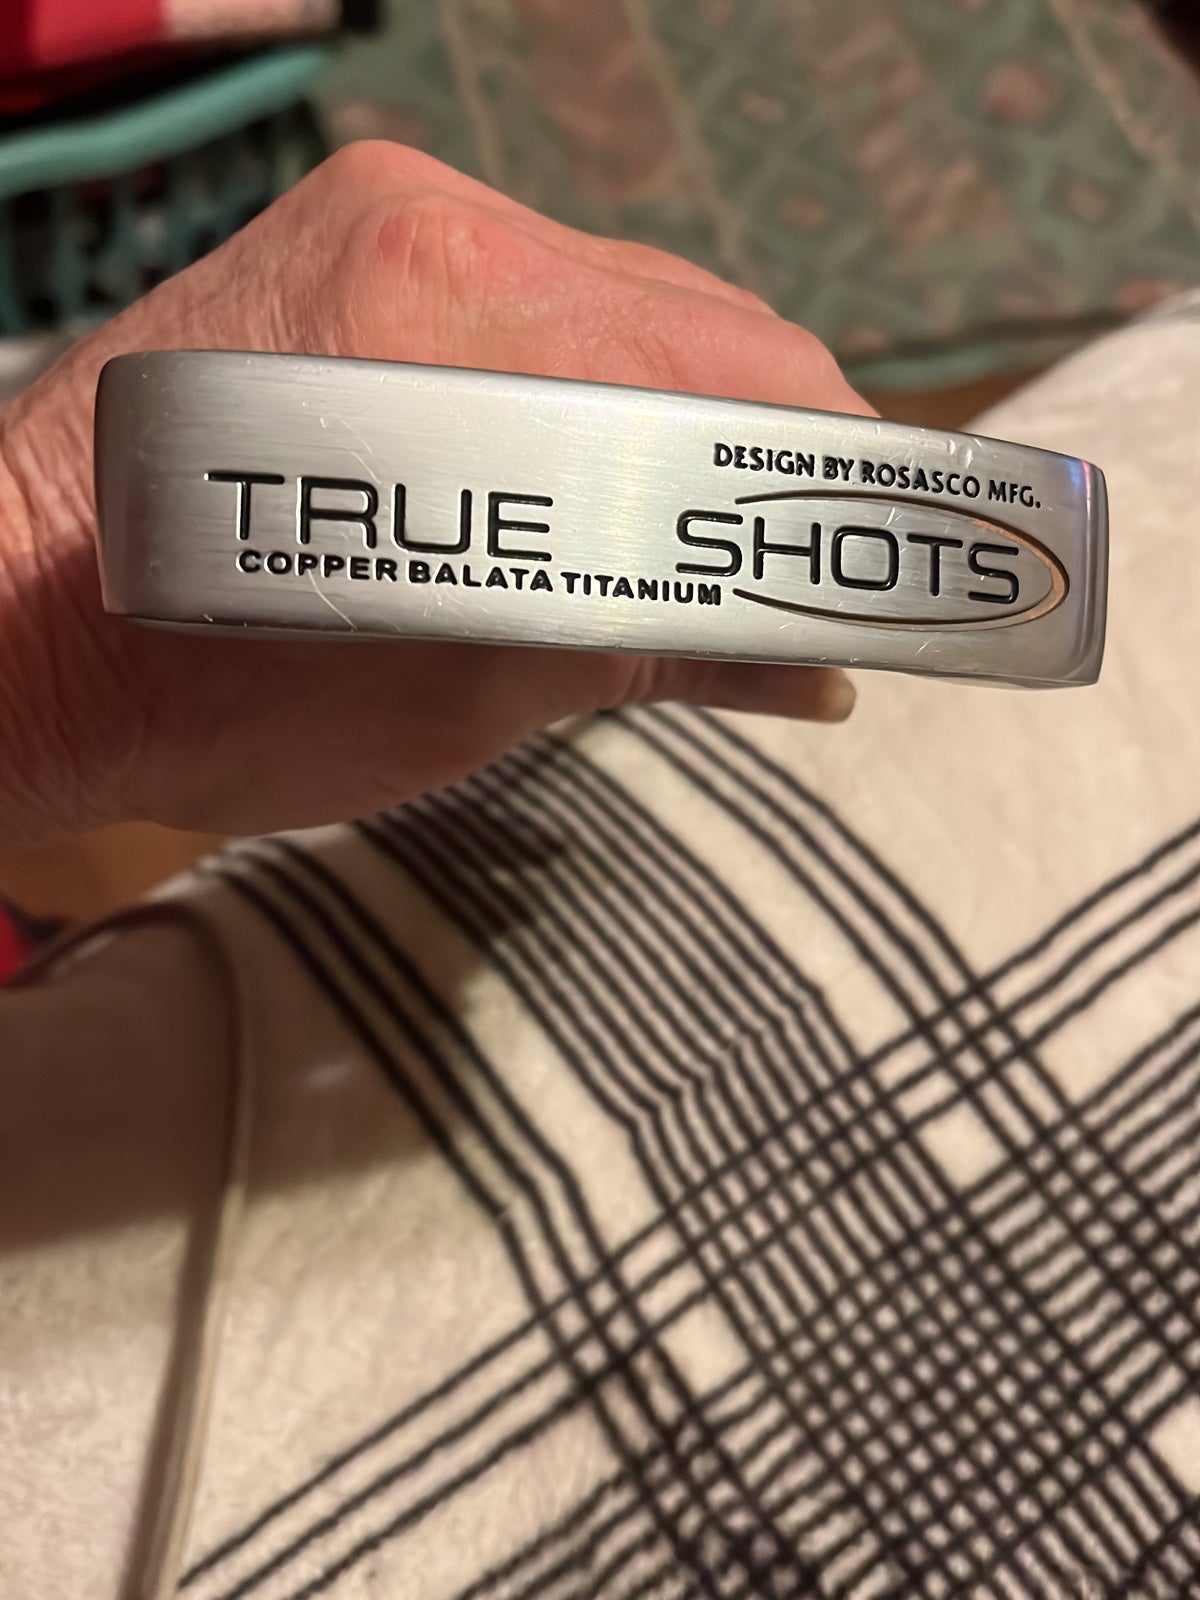 DESIGN BY ROSASCO MFG.
TRUE SHOTS
COPPER BALATA TITANIUM